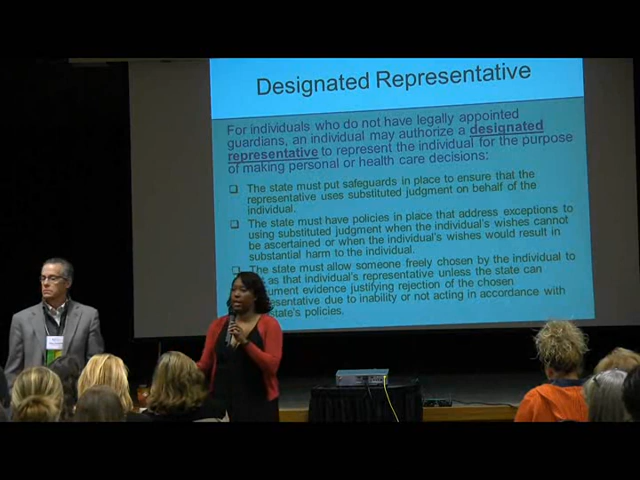 Designated Representative
For individuals who do not have legally appointed
guardians, an individual may authorize a designated
representative to represent the individual for the purpose
of making personal or health care decisions:
The state must put safeguards in place to ensure that the
representative uses substituted judgment on behalf of the
individual.
The state must have policies in place that address exceptions to
using substituted judgment when the individual's wishes cannot
be ascertained or when the individual's wishes would result in
substantial harm to the individual.
The state must allow someone freely chosen by the individual to
as that individual's representative unless the state can
cument evidence justifying rejection of the chosen
esentative due to inability or not acting in accordance with
state's policies.